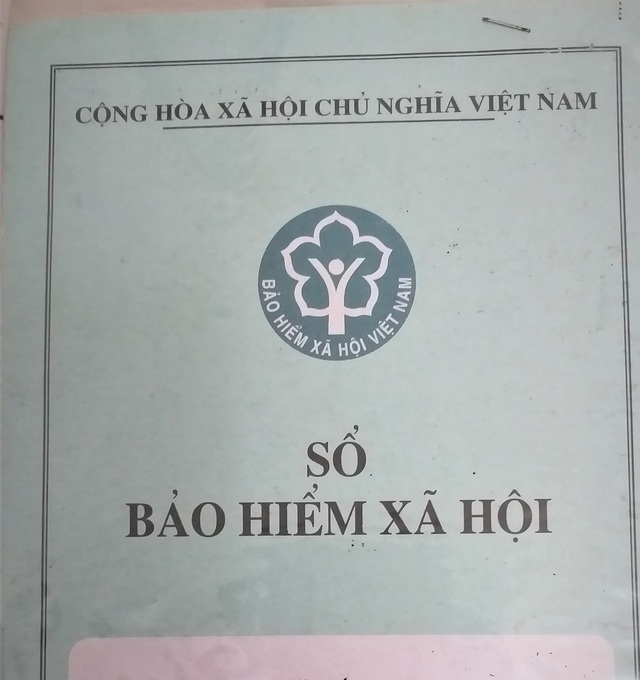 CỘNG HÒA XÃ HỘI CHỦ NGHĨA VIỆT NAM
BẢO HIỂM XÃ HỘI VIỆT NAM
SỔ
BẢO HIỂM XÃ HỘI